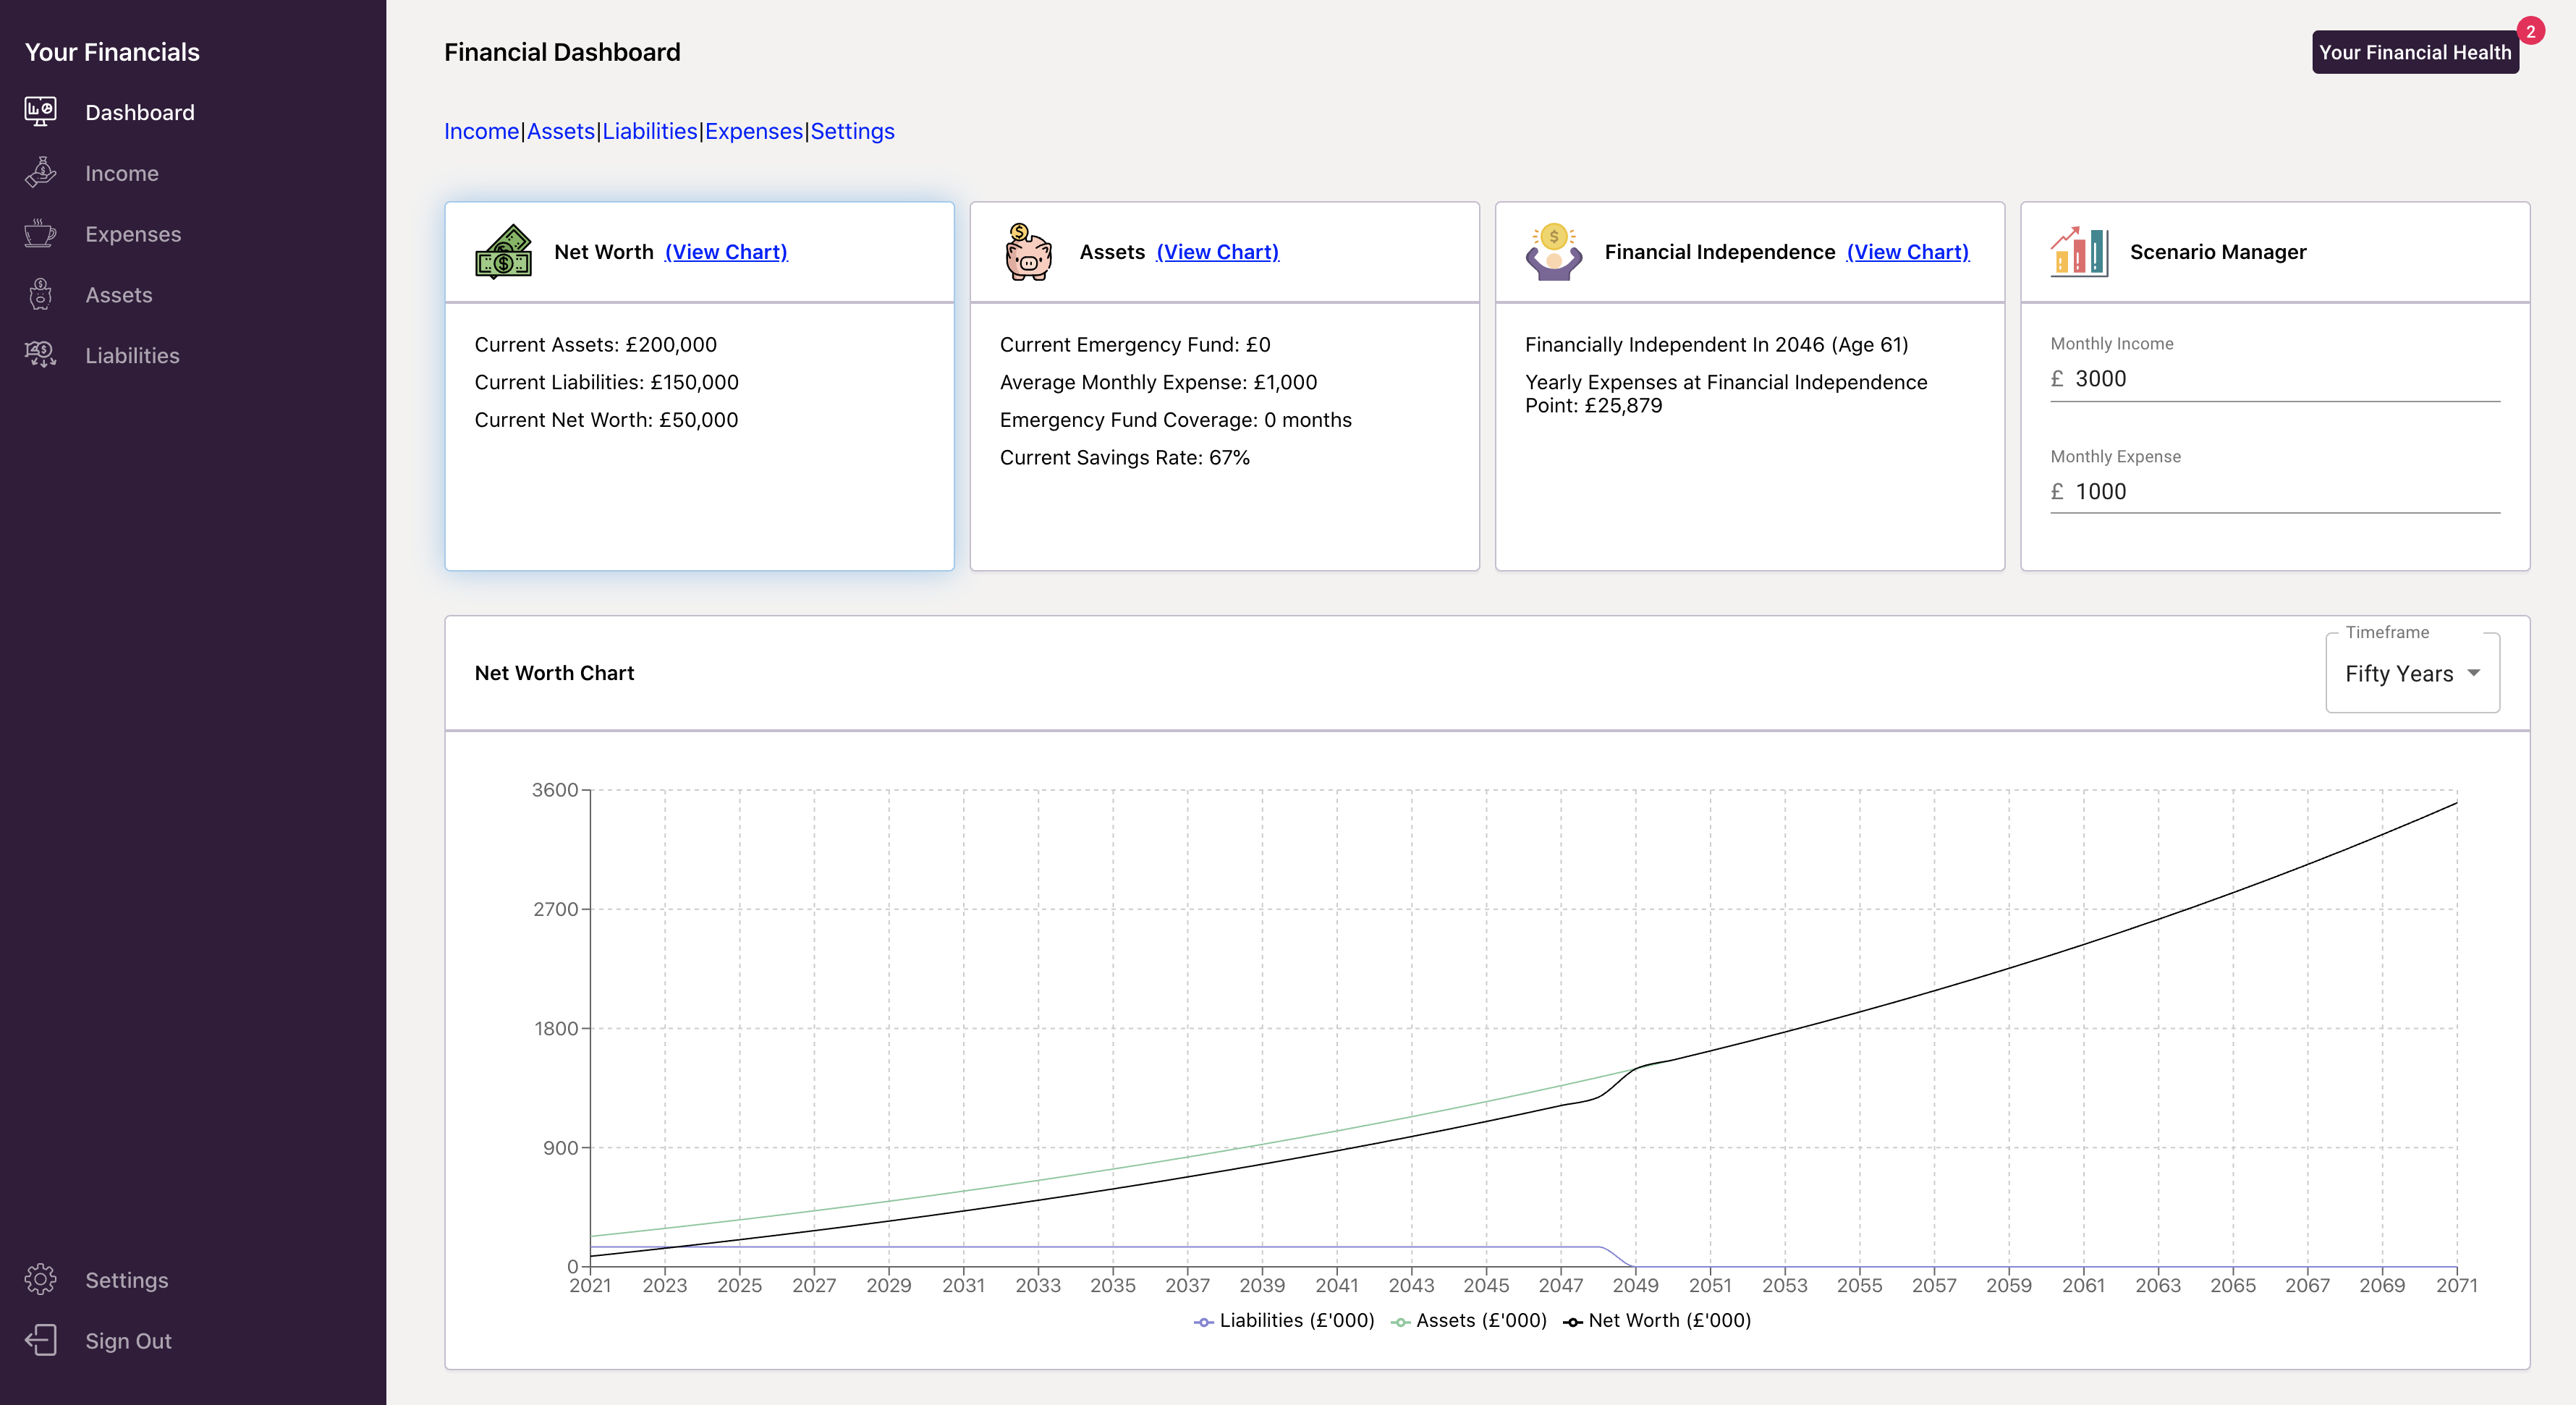 Your Financials
Dashboard
Income
Expenses
Assets
Liabilities
Settings
Sign Out
Financial Dashboard
Your Financial Health
2
Income|Assets|Liabilities|Expenses|Settings
Net Worth (View Chart)
Current Assets: £200,000
Current Liabilities: £150,000
Current Net Worth: £50,000
Assets (View Chart)
Current Emergency Fund: £0
Average Monthly Expense: £1,000
Emergency Fund Coverage: 0 months
Current Savings Rate: 67%
Financial Independence (View Chart)
Financially Independent In 2046 (Age 61)
Yearly Expenses at Financial Independence
Point: £25,879
Scenario Manager
Monthly Income
£ 3000
Monthly Expense
£ 1000
Net Worth Chart
Timeframe
Fifty Years
3600
2700
1800
900
0
2021 2023 2025 2027 2029 2031 2033 2035 2037 2039 2041 2043 2045 2047 2049 2051 2053 2055 2057 2059 2061 2063 2065 2067 2069 2071
Liabilities (£'000) Assets (£'000) Net Worth (£'000)